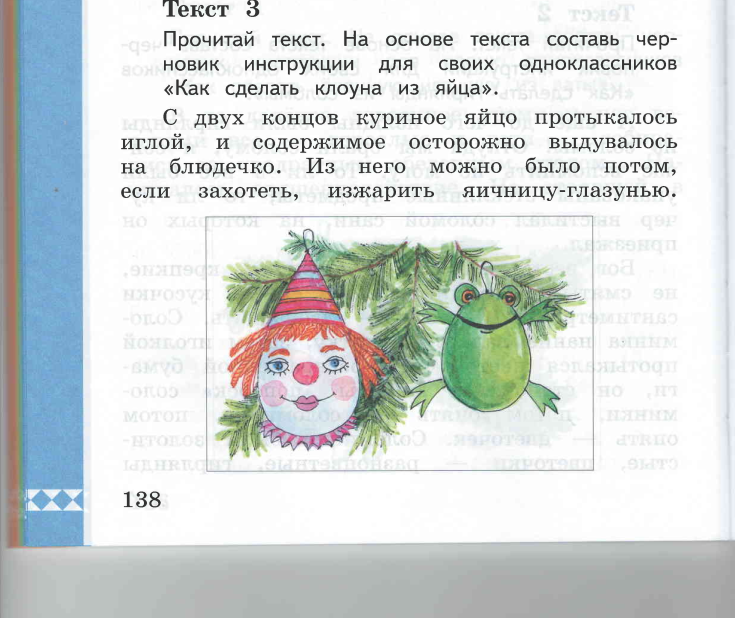 Текст 3
Прочитай текст. На основе текста составь чер-
новик инструкции для своих одноклассников
«Как сделать клоуна из яйца».
С двух концов куриное яйцо протыкалось
иглой, и содержимое осторожно выдувалось
на блюдечко. Из него можно было потом,
если захотеть, изжарить яичницу-глазунью.
138